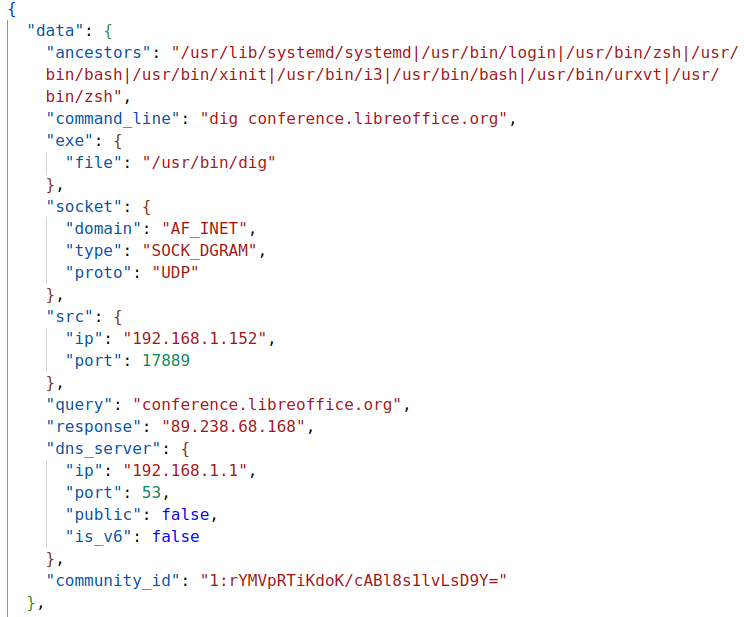 {
"data": {
"ancestors": "/usr/lib/systemd/systemd|/usr/bin/login|/usr/bin/zsh|/usr/
bin/bash|/usr/bin/xinit|/usr/bin/i3|/usr/bin/bash|/usr/bin/urxvt|/usr/
bin/zsh",
"command_line": "dig conference.libreoffice.org",
"exe": {
"file": "/usr/bin/dig"
},
"socket": {
"domain": "AF_INET",
"type": "SOCK_DGRAM",
"proto": "UDP"
},
"src": {
"ip": "192.168.1.152",
"port": 17889
},
"query": "conference.libreoffice.org",
"response": "89.238.68.168",
"dns_server": {
"ip": "192.168.1.1",
"port": 53,
"public": false,
"is_v6": false
},
"community_id": "1:rYMVpRTiKdoK/cABl8s1lvLsD9Y="
},